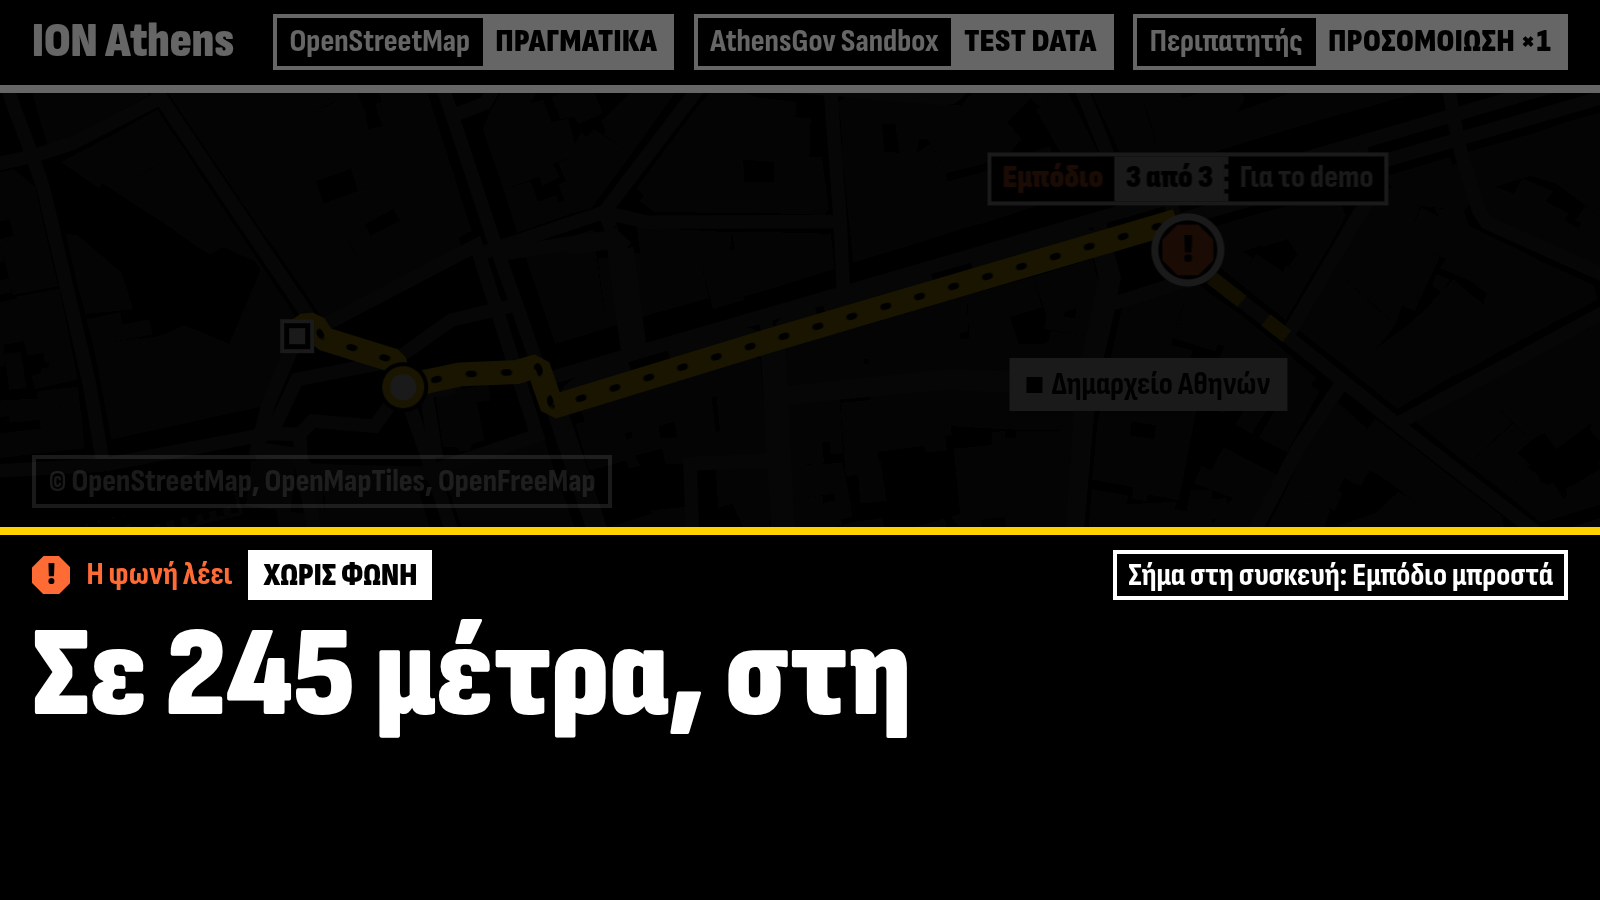 ION Athens
OpenStreetMap ΠΡΑΓΜΑΤΙΚΑ
AthensGov Sandbox TEST DATA
Περιπατητής ΠΡΟΣΟΜΟΙΩΣΗ ×1
Εμπόδιο 3 από 3 Για το demo
!
Δημαρχείο Αθηνών
© OpenStreetMap, OpenMapTiles, OpenFreeMap
! Η φωνή λέει ΧΩΡΙΣ ΦΩΝΗ
Σήμα στη συσκευή: Εμπόδιο μπροστά
Σε 245 μέτρα, στη